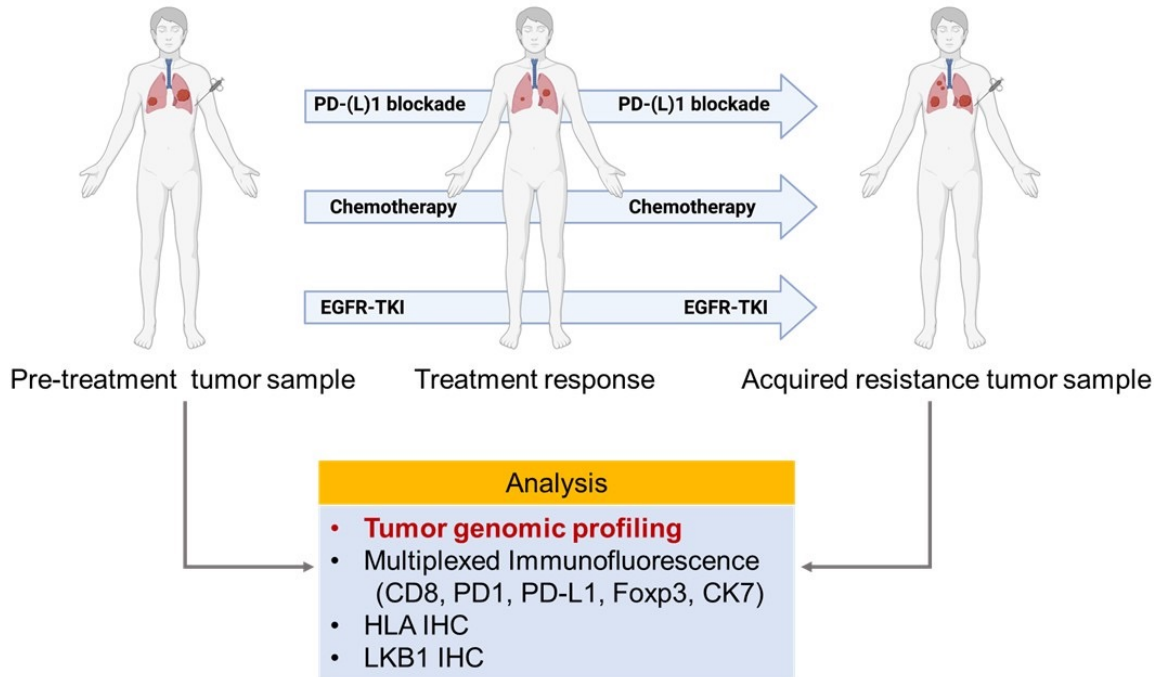 PD-(L)1 blockade PD-(L)1 blockade
Chemotherapy Chemotherapy
EGFR-TKI EGFR-TKI
Pre-treatment tumor sample
Treatment response
Acquired resistance tumor sample
Analysis
• Tumor genomic profiling
• Multiplexed Immunofluorescence
(CD8, PD1, PD-L1, Foxp3, CK7)
• HLA IHC
• LKB1 IHC